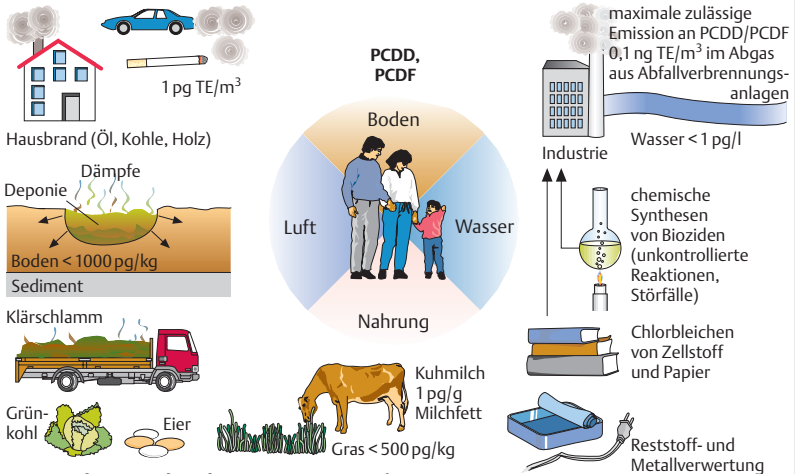 1 pg TE/m³
Hausbrand (Öl, Kohle, Holz)
PCDD,
PCDF
Boden
Luft
Wasser
Nahrung
maximale zulässige
Emission an PCDD/PCDF
0,1 ng TE/m³ im Abgas
aus Abfallverbrennungs-
anlagen
Wasser < 1 pg/l
Industrie
Dämpfe
Deponie
Boden < 1000 pg/kg
Sediment
chemische
Synthesen
von Bioziden
(unkontrollierte
Reaktionen,
Störfälle)
Klärschlamm
Chlorbleichen
von Zellstoff
und Papier
Grün-
kohl
Eier
Kuhmilch
1 pg/g
Milchfett
Gras < 500 pg/kg
Reststoff- und
Metallverwertung